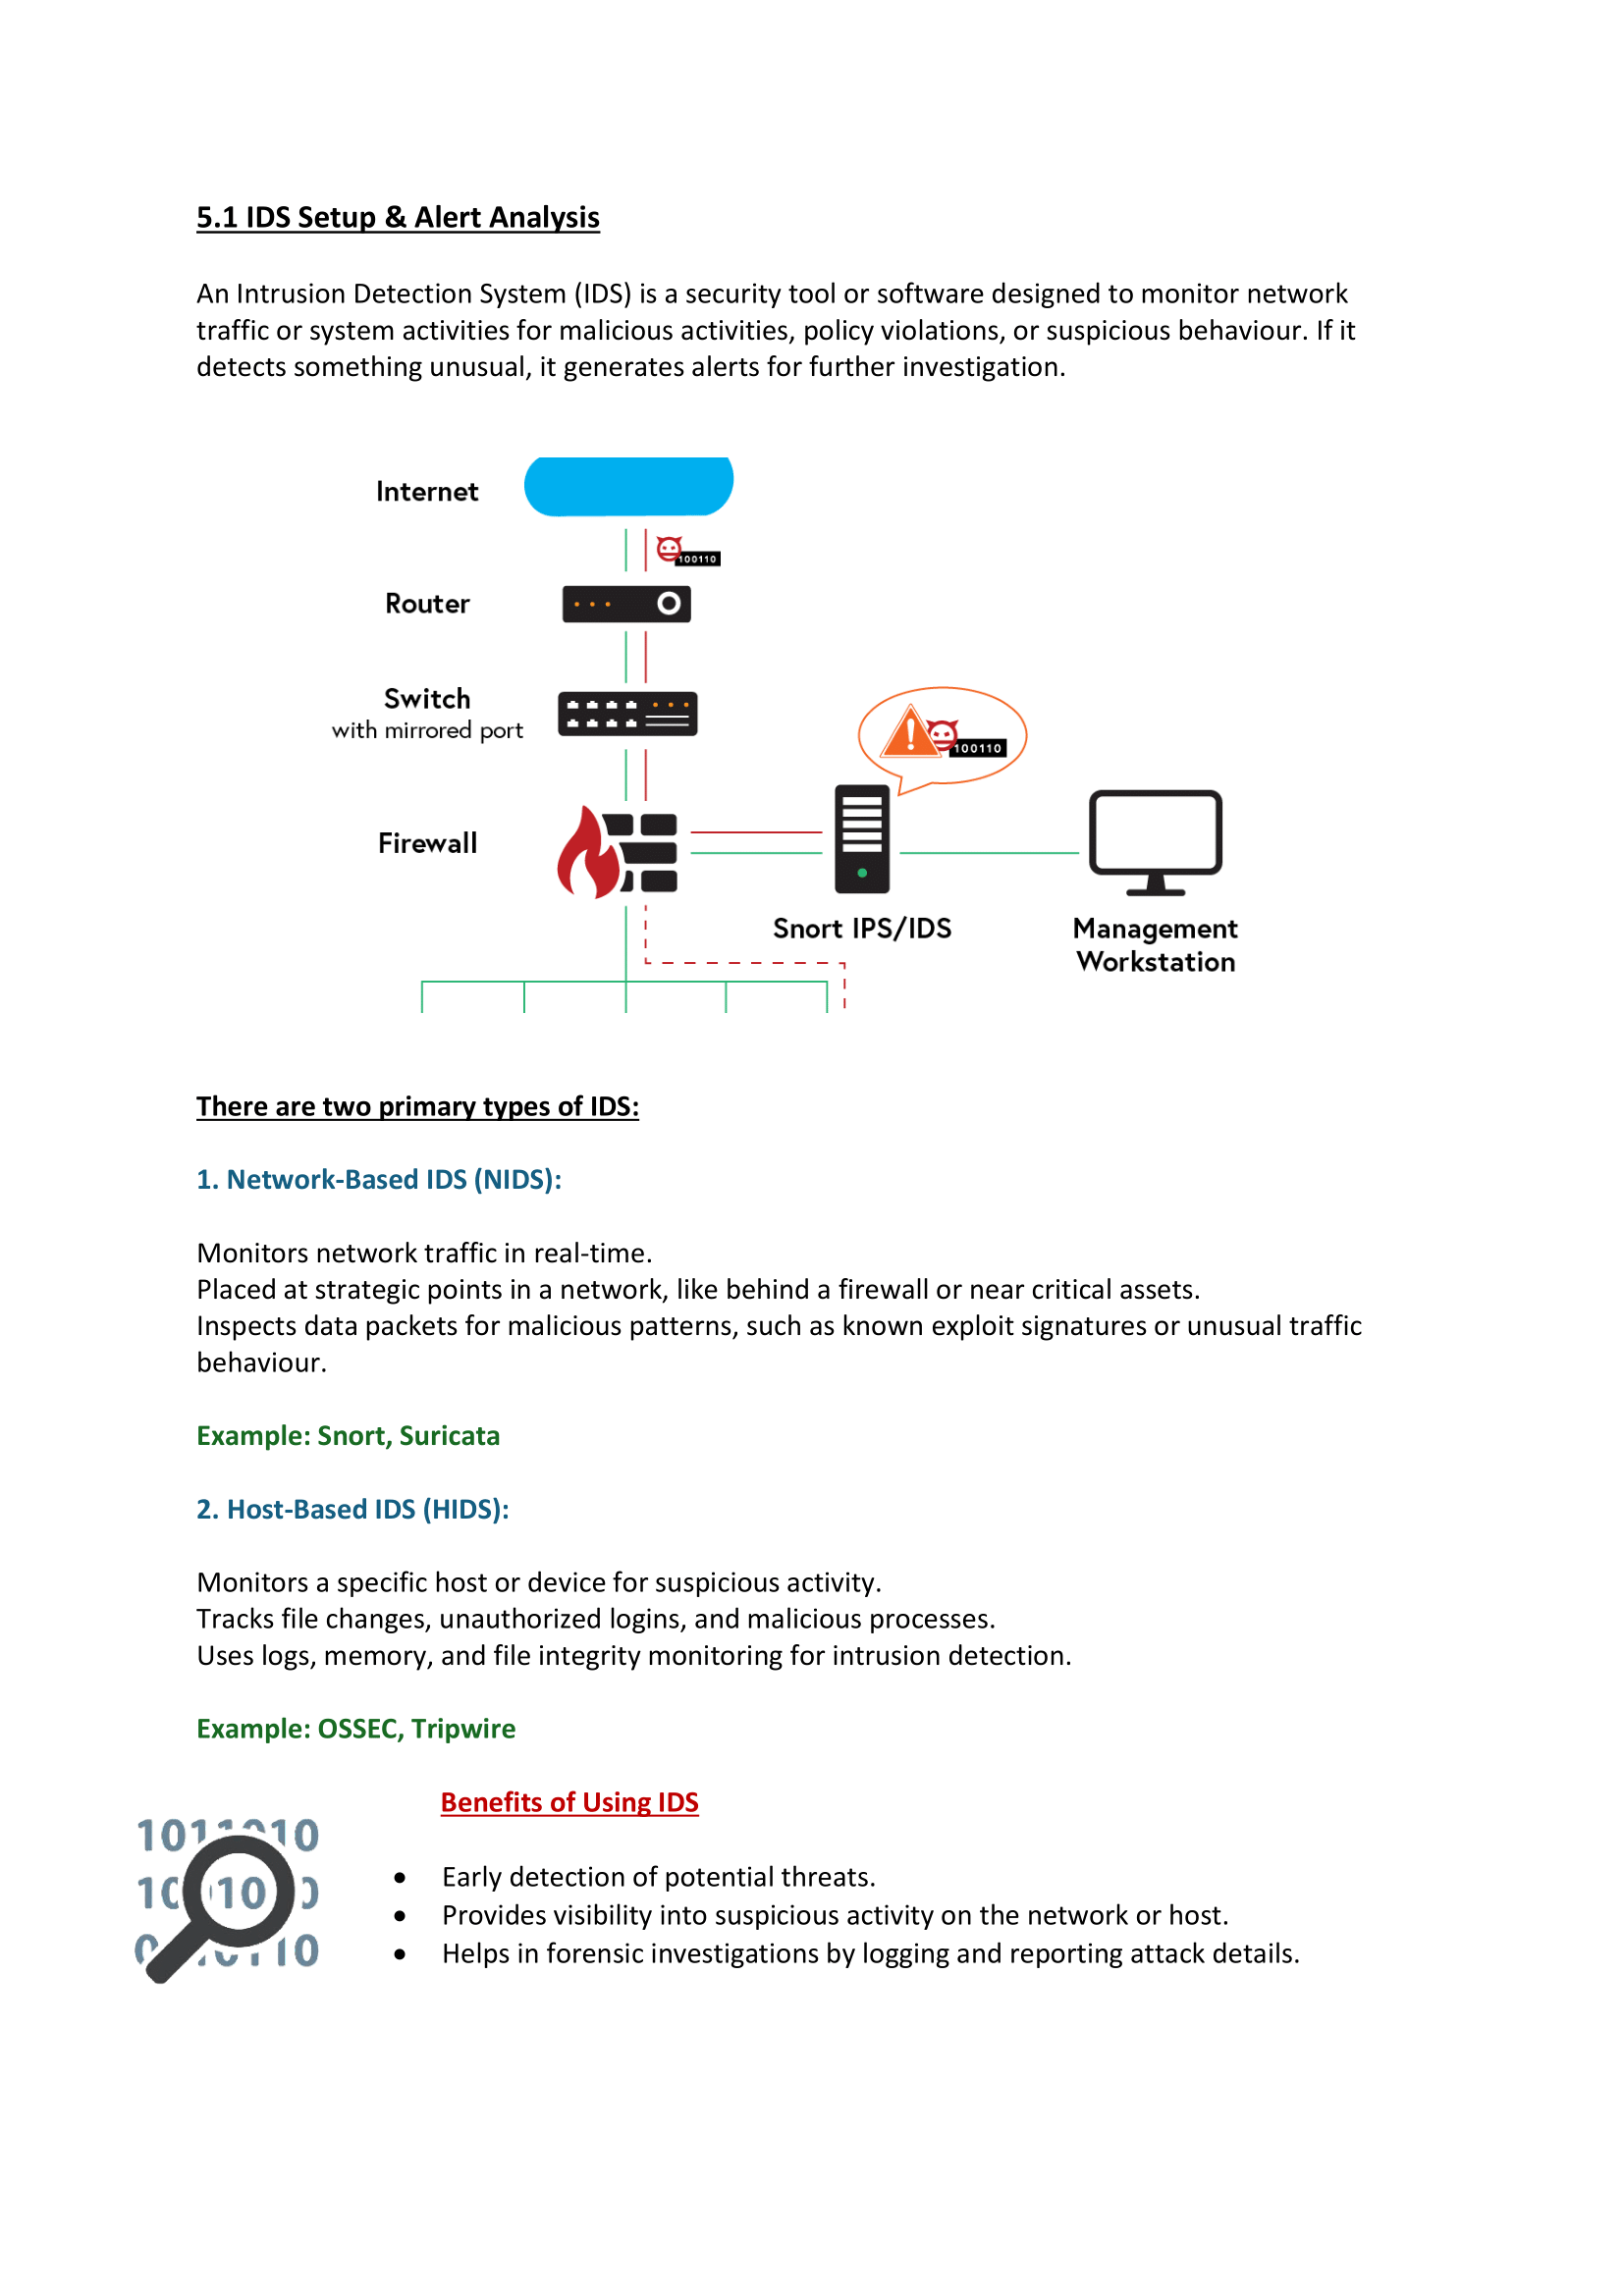 5.1 IDS Setup & Alert Analysis
An Intrusion Detection System (IDS) is a security tool or software designed to monitor network
traffic or system activities for malicious activities, policy violations, or suspicious behaviour. If it
detects something unusual, it generates alerts for further investigation.
Internet
100110
Router
Switch
with mirrored port
100110
Firewall
Snort IPS/IDS
Management
Workstation
There are two primary types of IDS:
1. Network-Based IDS (NIDS):
Monitors network traffic in real-time.
Placed at strategic points in a network, like behind a firewall or near critical assets.
Inspects data packets for malicious patterns, such as known exploit signatures or unusual traffic
behaviour.
Example: Snort, Suricata
2. Host-Based IDS (HIDS):
Monitors a specific host or device for suspicious activity.
Tracks file changes, unauthorized logins, and malicious processes.
Uses logs, memory, and file integrity monitoring for intrusion detection.
Example: OSSEC, Tripwire
Benefits of Using IDS
• Early detection of potential threats.
• Provides visibility into suspicious activity on the network or host.
• Helps in forensic investigations by logging and reporting attack details.